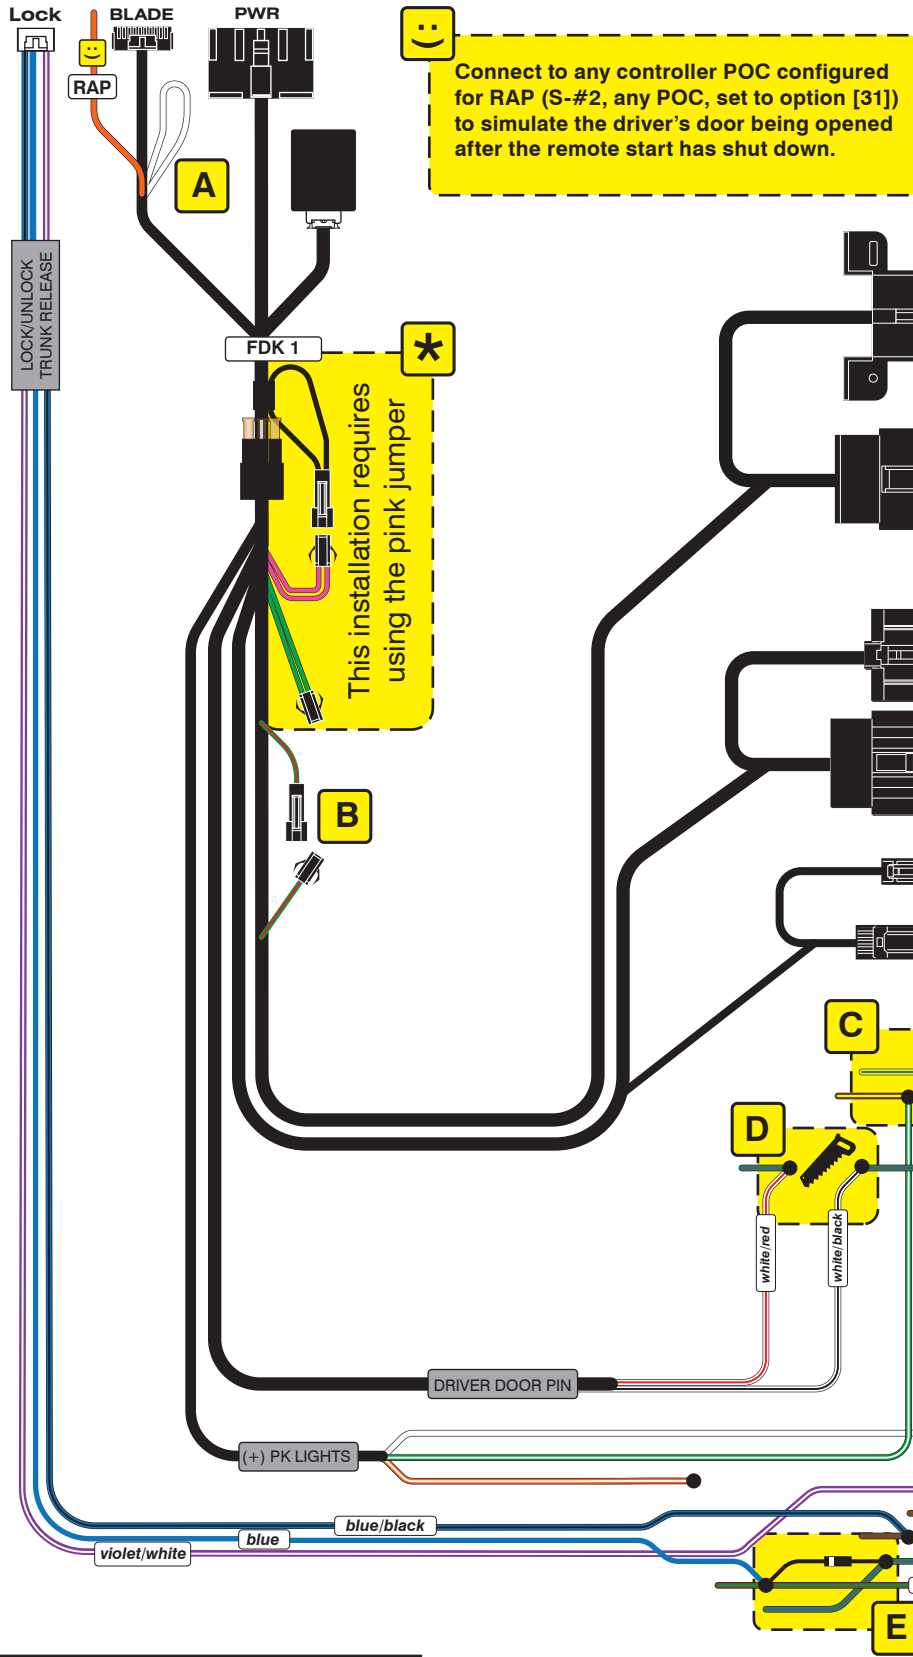 Lock
BLADE
PWR
RAP
A
Connect to any controller POC configured
for RAP (S-#2, any POC, set to option [31])
to simulate the driver's door being opened
after the remote start has shut down.
LOCK/UNLOCK
TRUNK RELEASE
FDK 1
*
This installation requires
using the pink jumper
B
C
D
white/red
white/black
DRIVER DOOR PIN
(+) PK LIGHTS
blue/black
blue
violet/white
E